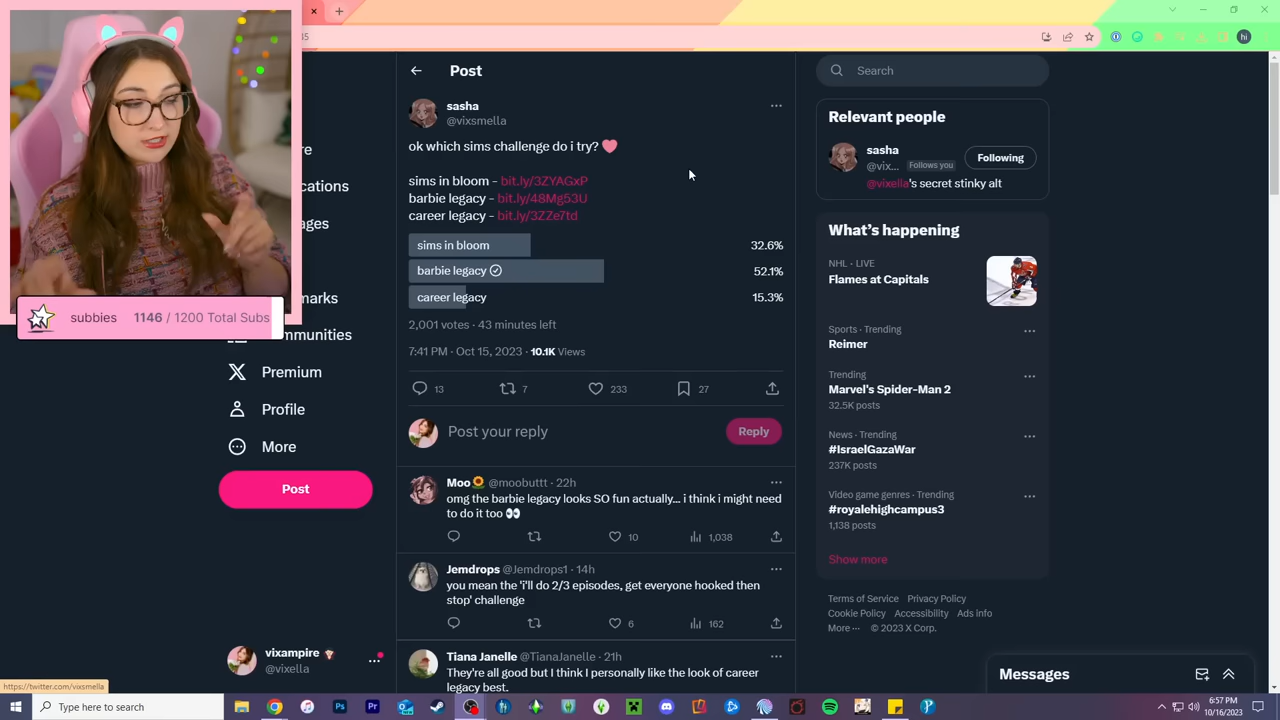 45
Post
Search
sasha
@vixsmella
ok which sims challenge do i try?
sims in bloom - bit.ly/3ZYAGxP
barbie legacy - bit.ly/48Mg53U
career legacy - bit.ly/3ZZe7td
sims in bloom 32.6%
barbie legacy 52.1%
career legacy 15.3%
2,001 votes · 43 minutes left
7:41 PM · Oct 15, 2023 · 10.1K Views
13 7 233 27
Post your reply
Reply
Moo @moobuttt · 22h
omg the barbie legacy looks SO fun actually... i think i might need
to do it too
10 1,038
Jemdrops @Jemdrops1 · 14h
you mean the 'i'll do 2/3 episodes, get everyone hooked then
stop' challenge
6 162
Tiana Janelle @TianaJanelle · 21h
They're all good but I think I personally like the look of career
legacy best.
re
cations
ges
subbies 1146 / 1200 Total Subs
marks
mmunities
Premium
Profile
More
Post
vixampire
@vixella
https://twitter.com/vixsmella
Relevant people
sasha
@vix... Follows you
Following
@vixella's secret stinky alt
What's happening
NHL · LIVE
Flames at Capitals
Sports · Trending
Reimer
Trending
Marvel's Spider-Man 2
32.5K posts
News · Trending
#IsraelGazaWar
237K posts
Video game genres · Trending
#royalehighcampus3
1,138 posts
Show more
Terms of Service Privacy Policy
Cookie Policy Accessibility Ads info
More ··· © 2023 X Corp.
Messages
hi
Type here to search
Ps
Pr
6:57 PM
10/16/2023